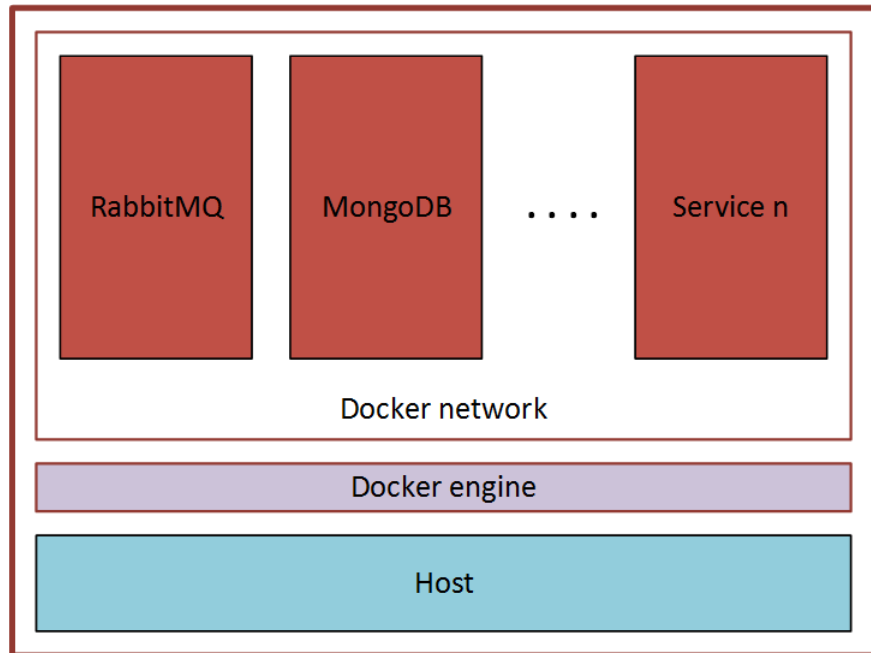 RabbitMQ
MongoDB
. . . .
Service n
Docker network
Docker engine
Host